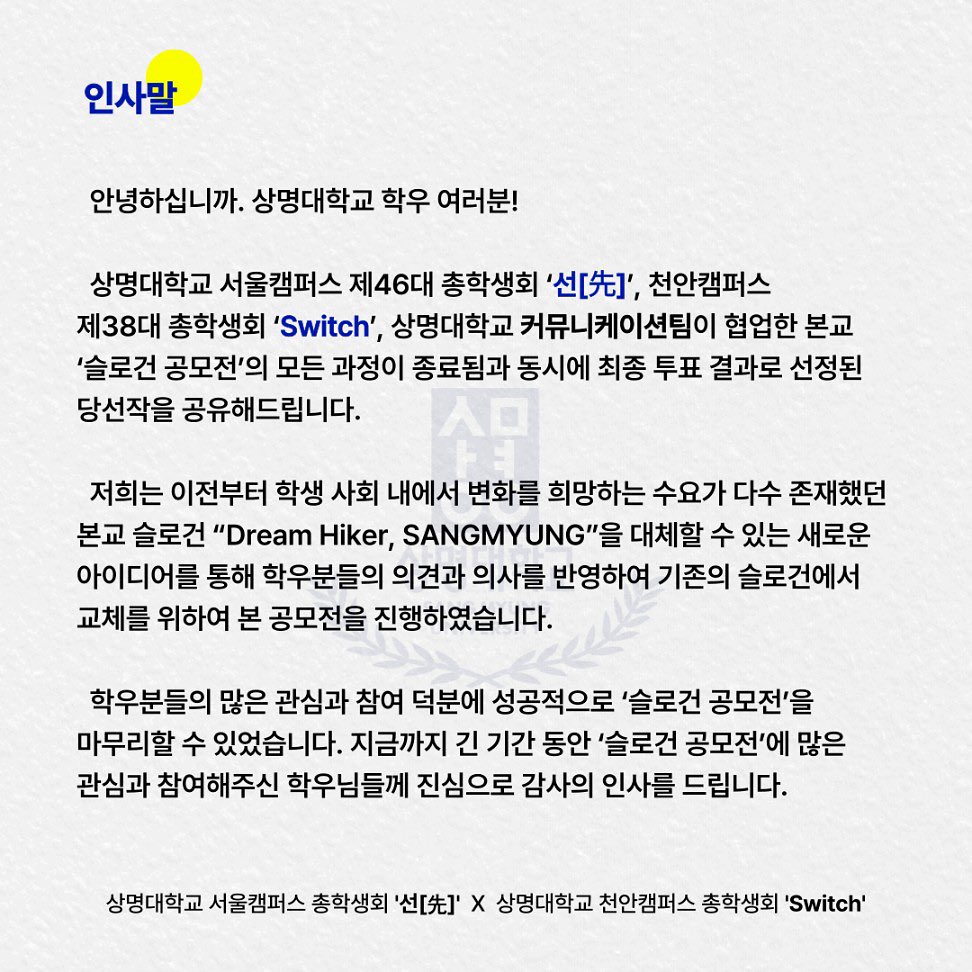 인사말
안녕하십니까. 상명대학교 학우 여러분!
상명대학교 서울캠퍼스 제46대 총학생회 ‘선[先]’, 천안캠퍼스
제38대 총학생회 ‘Switch’, 상명대학교 커뮤니케이션팀이 협업한 본교
‘슬로건 공모전’의 모든 과정이 종료됨과 동시에 최종 투표 결과로 선정된
당선작을 공유해드립니다.
저희는 이전부터 학생 사회 내에서 변화를 희망하는 수요가 다수 존재했던
본교 슬로건 “Dream Hiker, SANGMYUNG”을 대체할 수 있는 새로운
아이디어를 통해 학우분들의 의견과 의사를 반영하여 기존의 슬로건에서
교체를 위하여 본 공모전을 진행하였습니다.
학우분들의 많은 관심과 참여 덕분에 성공적으로 ‘슬로건 공모전’을
마무리할 수 있었습니다. 지금까지 긴 기간 동안 ‘슬로건 공모전’에 많은
관심과 참여해주신 학우님들께 진심으로 감사의 인사를 드립니다.
상명
상명대학교
SANGMYUNG
UNIVERSITY
상명대학교 서울캠퍼스 총학생회 '선[先]' X 상명대학교 천안캠퍼스 총학생회 'Switch'